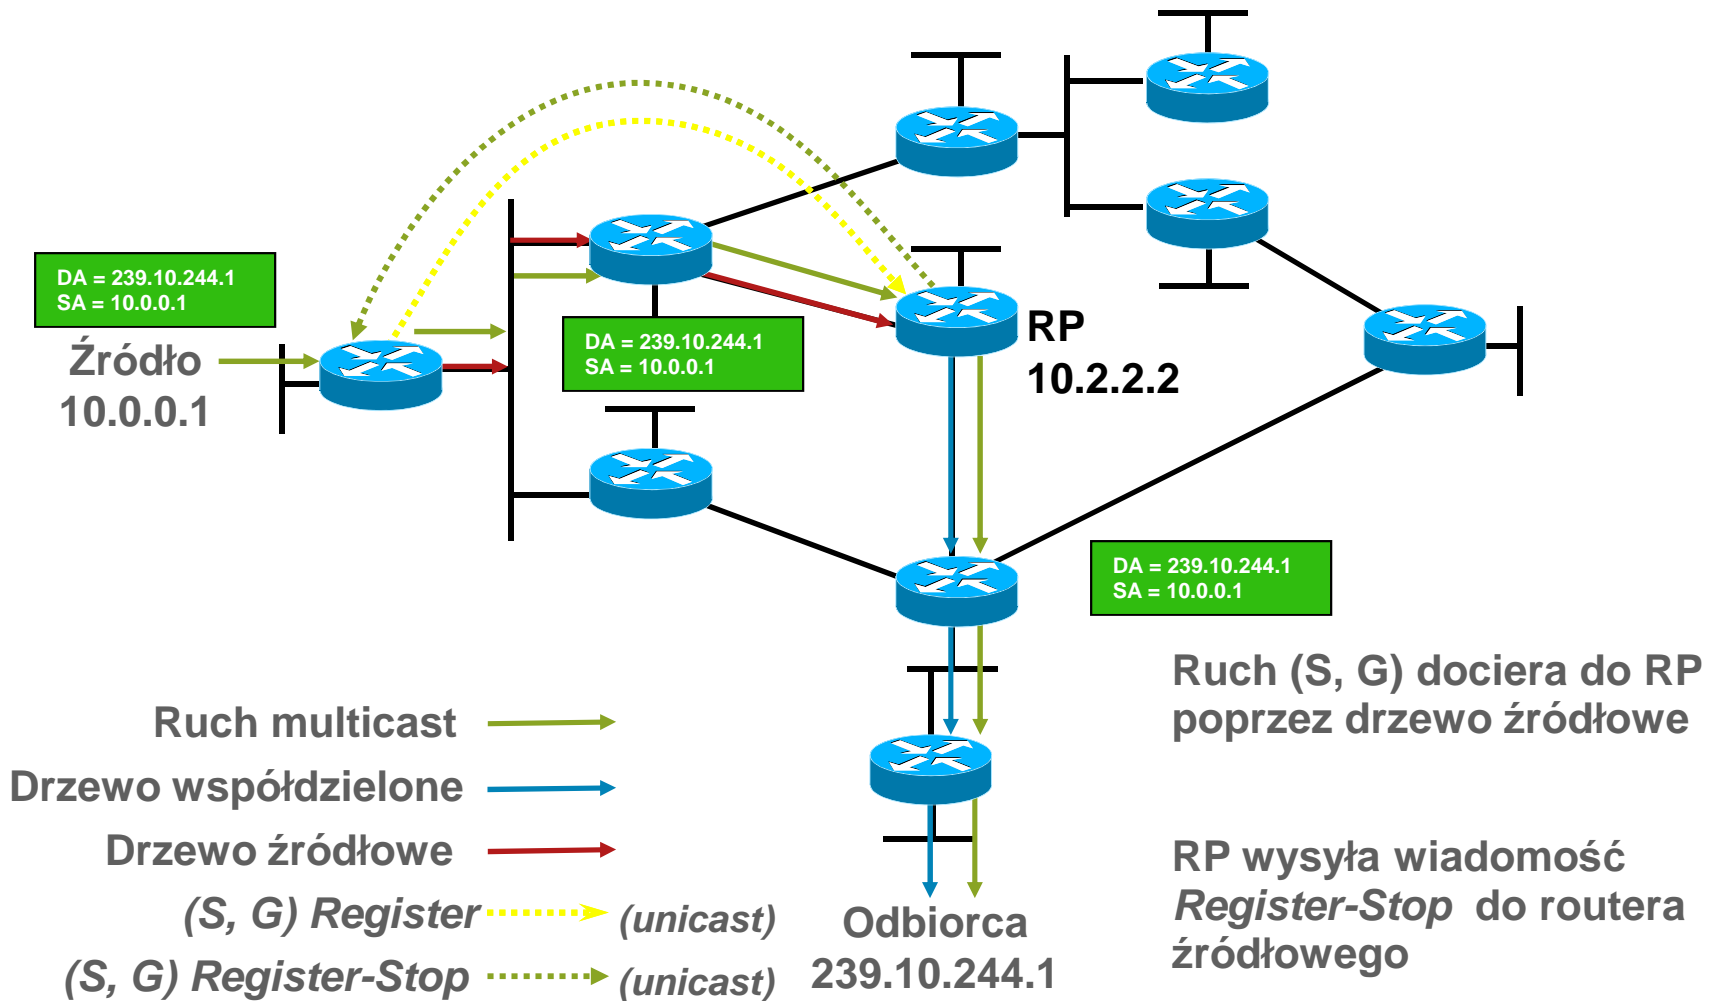 DA = 239.10.244.1
SA = 10.0.0.1
Źródło
10.0.0.1
DA = 239.10.244.1
SA = 10.0.0.1
RP
10.2.2.2
DA = 239.10.244.1
SA = 10.0.0.1
Ruch (S, G) dociera do RP
poprzez drzewo źródłowe
RP wysyła wiadomość
Register-Stop do routera
źródłowego
Ruch multicast
Drzewo współdzielone
Drzewo źródłowe
(S, G) Register (unicast)
(S, G) Register-Stop (unicast)
Odbiorca
239.10.244.1